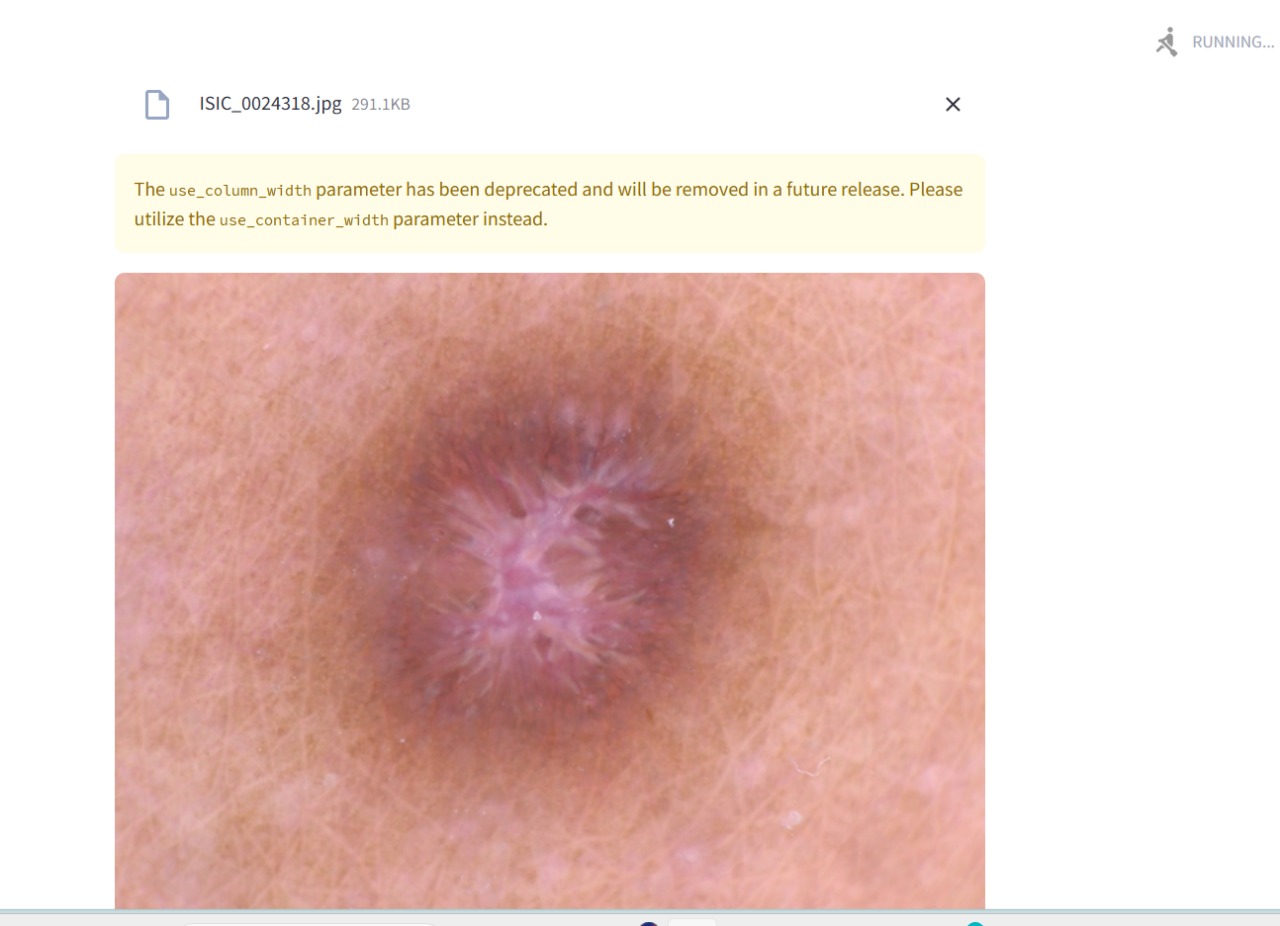 RUNNING...
ISIC_0024318.jpg 291.1KB
The use_column_width parameter has been deprecated and will be removed in a future release. Please
utilize the use_container_width parameter instead.